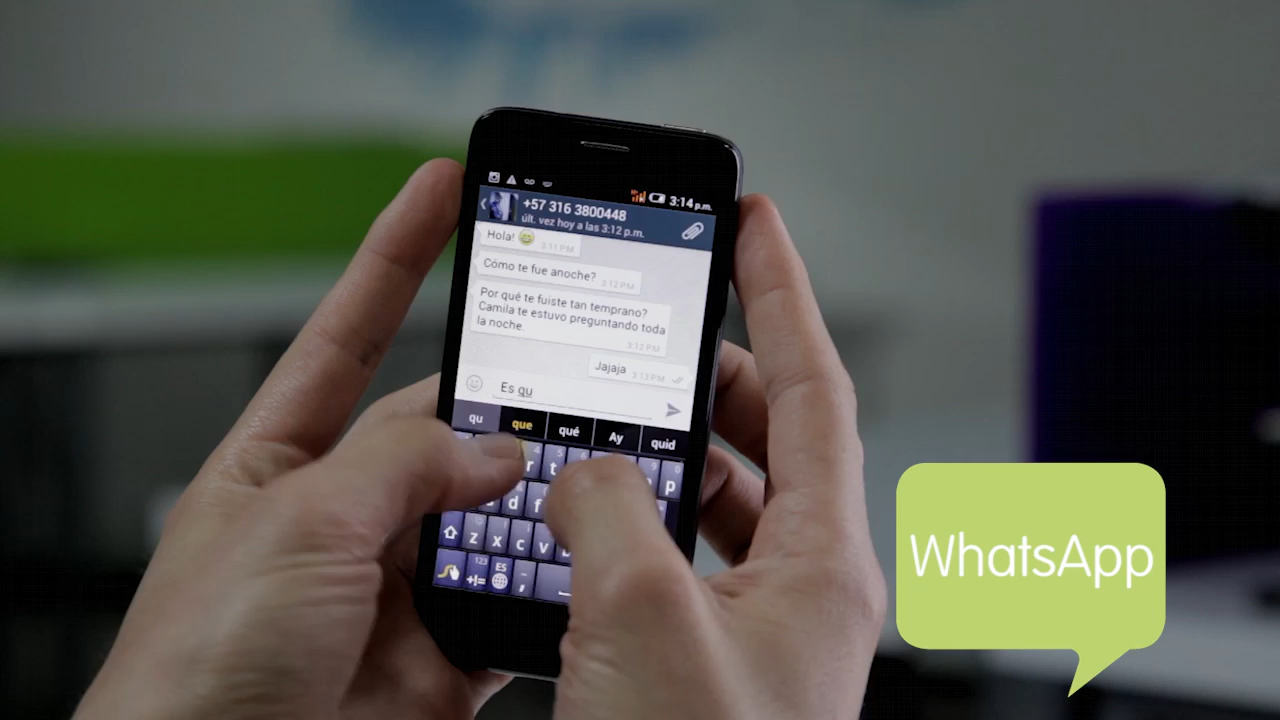 3:14 p.m.
+57 316 3800448
últ. vez hoy a las 3:12 p.m.
Hola! 3:11 PM
Cómo te fue anoche? 3:12 PM
Por qué te fuiste tan temprano?
Camila te estuvo preguntando toda
la noche.
3:12 PM
Jajaja 3:13 PM
Es qu
qu que qué Ay quid
r t p
d f
z x c v
123 ES
WhatsApp